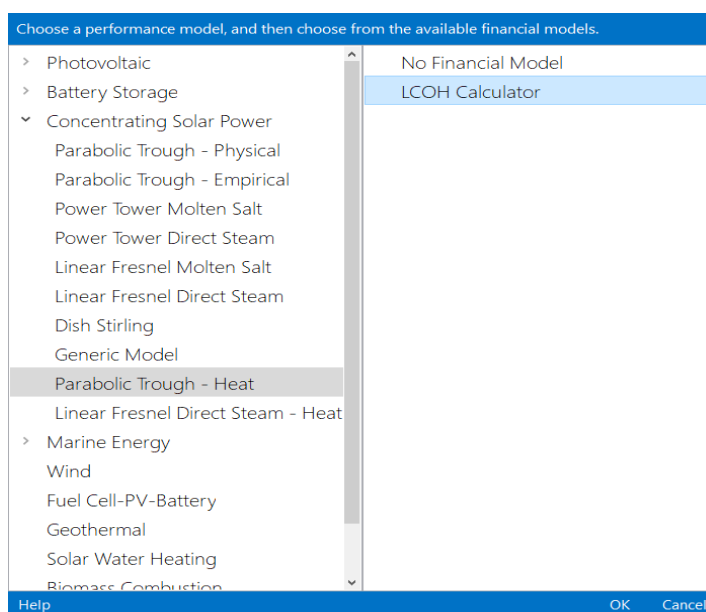 Choose a performance model, and then choose from the available financial models.
Photovoltaic
Battery Storage
Concentrating Solar Power
Parabolic Trough - Physical
Parabolic Trough - Empirical
Power Tower Molten Salt
Power Tower Direct Steam
Linear Fresnel Molten Salt
Linear Fresnel Direct Steam
Dish Stirling
Generic Model
Parabolic Trough - Heat
Linear Fresnel Direct Steam - Heat
Marine Energy
Wind
Fuel Cell-PV-Battery
Geothermal
Solar Water Heating
Biomass Combustion
No Financial Model
LCOH Calculator
Help OK Cancel